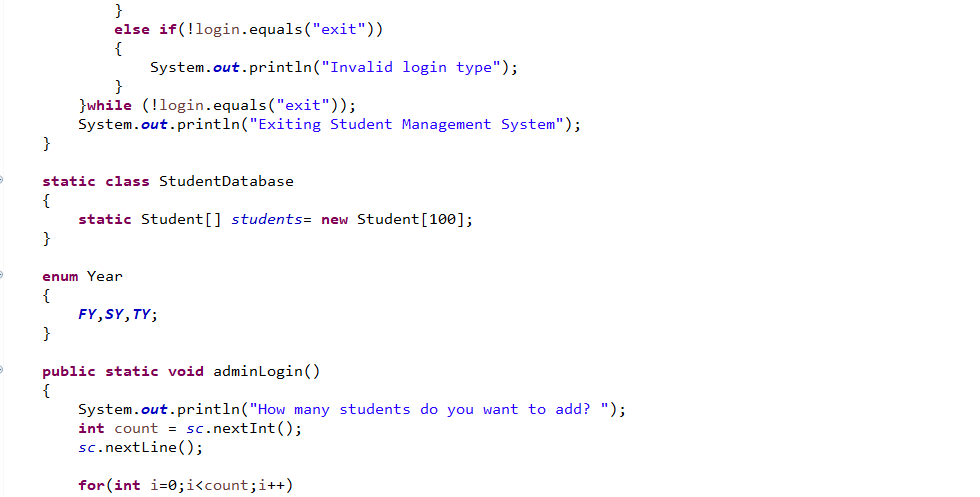 }
else if(!login.equals("exit"))
{
System.out.println("Invalid login type");
}
}while (!login.equals("exit"));
System.out.println("Exiting Student Management System");
}
static class StudentDatabase
{
static Student[] students= new Student[100];
}
enum Year
{
FY,SY,TY;
}
public static void adminLogin()
{
System.out.println("How many students do you want to add? ");
int count = sc.nextInt();
sc.nextLine();
for(int i=0;i<count;i++)